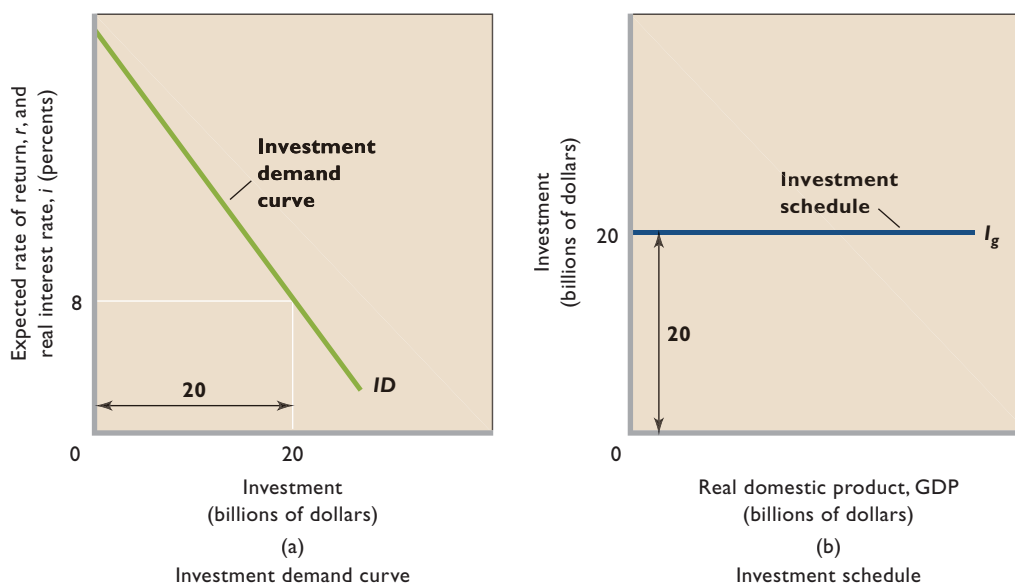 Expected rate of return, r, and
real interest rate, i (percents)
Investment
demand
curve
8
20
ID
0
20
Investment
(billions of dollars)
(a)
Investment demand curve
Investment
(billions of dollars)
Investment
schedule
20
I_g
20
0
Real domestic product, GDP
(billions of dollars)
(b)
Investment schedule